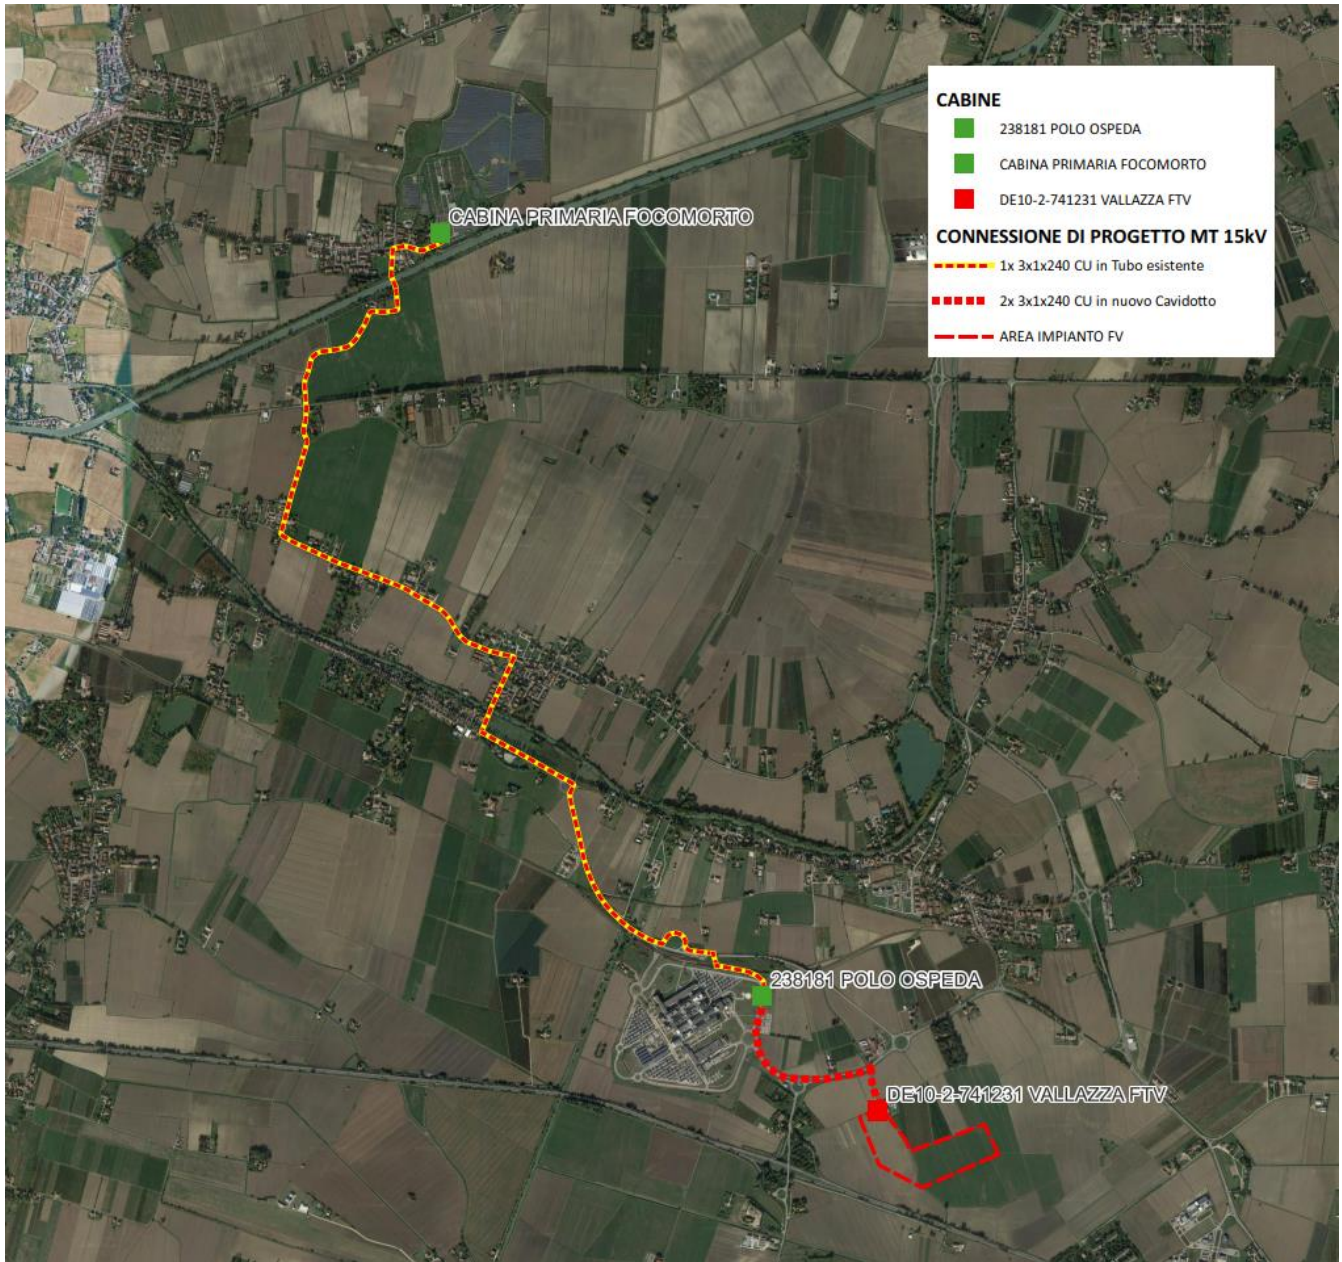 CABINE
238181 POLO OSPEDA
CABINA PRIMARIA FOCOMORTO
DE10-2-741231 VALLAZZA FTV
CONNESSIONE DI PROGETTO MT 15kV
1x 3x1x240 CU in Tubo esistente
2x 3x1x240 CU in nuovo Cavidotto
AREA IMPIANTO FV
CABINA PRIMARIA FOCOMORTO
238181 POLO OSPEDA
DE10-2-741231 VALLAZZA FTV